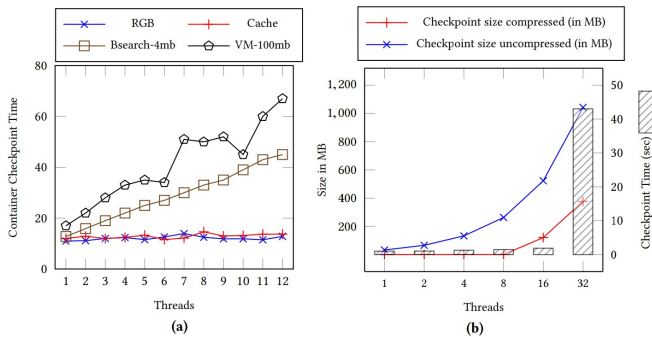 RGB Cache
Bsearch-4mb VM-100mb
80
60
40
20
0
Container Checkpoint Time
1 2 3 4 5 6 7 8 9 10 11 12
Threads
(a)
Checkpoint size compressed (in MB)
Checkpoint size uncompressed (in MB)
1,200
1,000
800
600
400
200
Size in MB
50
40
30
20
10
0
Checkpoint Time (sec)
1 2 4 8 16 32
Threads
(b)